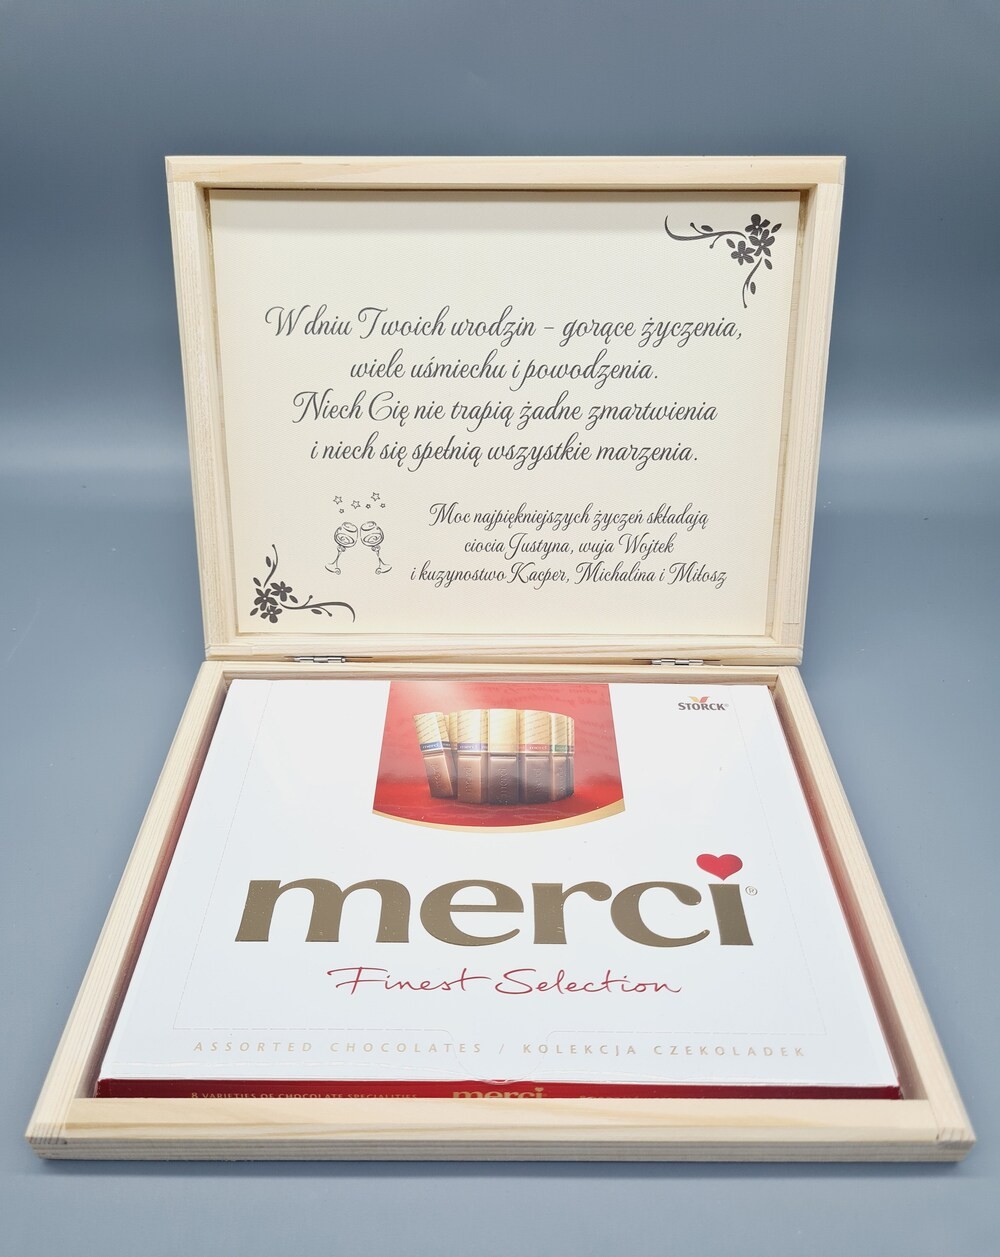 W dniu Twoich urodzin - gorące życzenia,
wiele uśmiechu i powodzenia.
Niech Cię nie trapią żadne zmartwienia
i niech się spełnią wszystkie marzenia.
Moc najpiękniejszych życzeń składają
ciocia Justyna, wuja Wojtek
i kuzynostwo Kacper, Michalina i Miłosz
STORCK®
merci®
Finest Selection
ASSORTED CHOCOLATES / KOLEKCJA CZEKOLADEK
8 VARIETIES OF CHOCOLATE SPECIALITIES merci